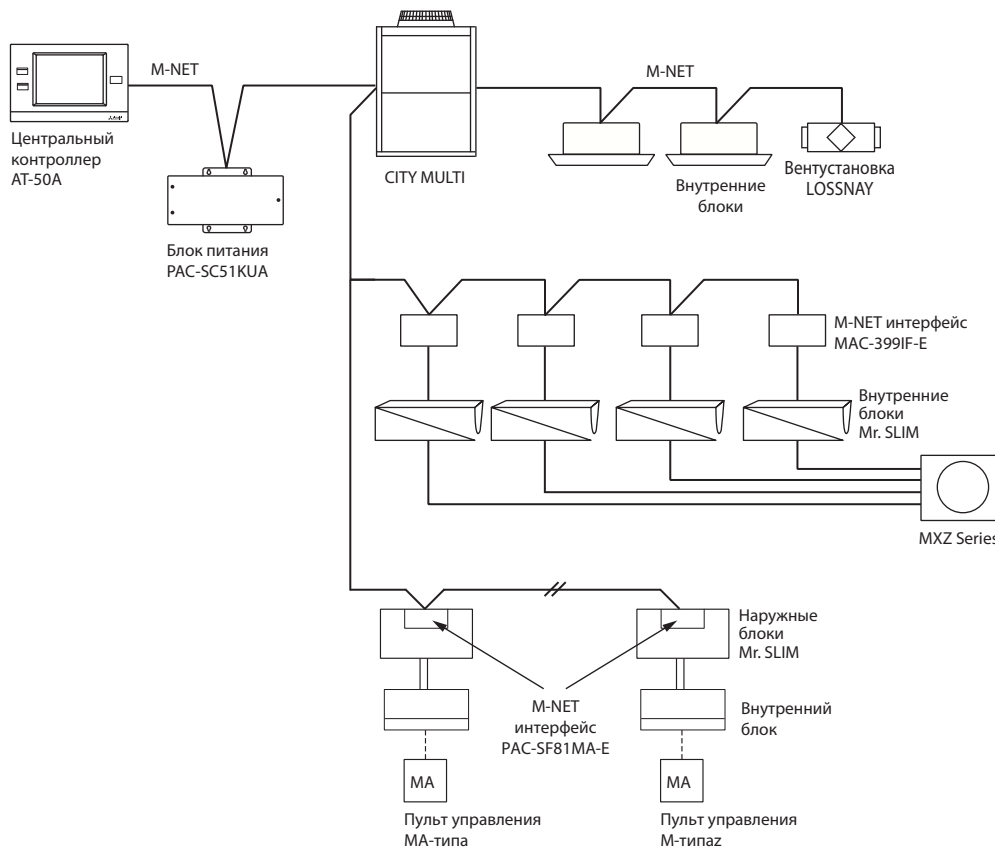 M-NET
Центральный
контроллер
AT-50A
Блок питания
PAC-SC51KUA
CITY MULTI
M-NET
Внутренние
блоки
Вентустановка
LOSSNAY
M-NET интерфейс
MAC-399IF-E
Внутренние
блоки
Mr. SLIM
MXZ Series
Наружные
блоки
Mr. SLIM
M-NET
интерфейс
PAC-SF81MA-E
Внутренний
блок
MA
MA
Пульт управления
MA-типа
Пульт управления
M-типаz